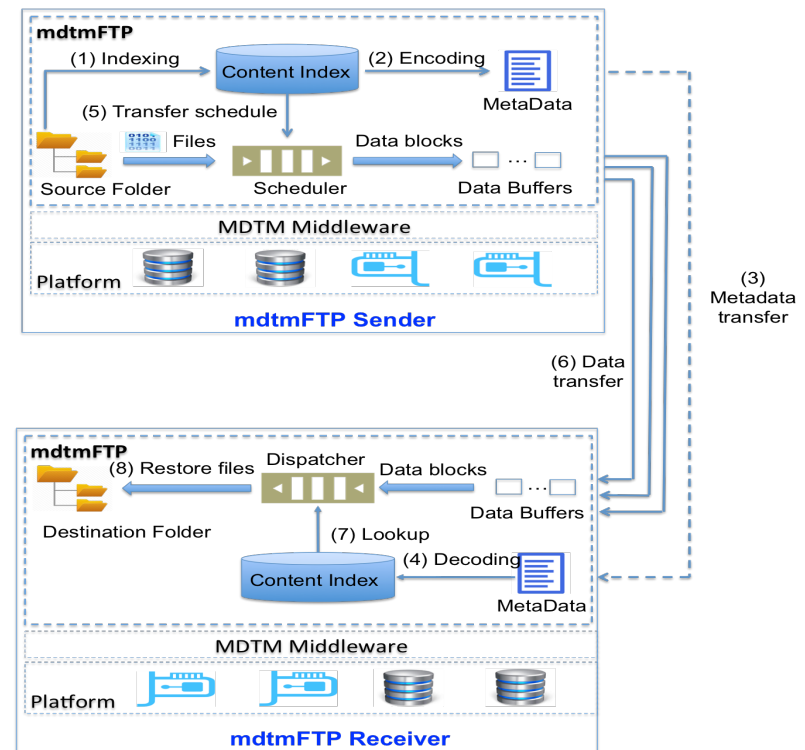 mdtmFTP
(1) Indexing
Content Index
(2) Encoding
MetaData
(5) Transfer schedule
Files
Data blocks
Source Folder
Scheduler
... 
Data Buffers
MDTM Middleware
Platform
mdtmFTP Sender
(3)
Metadata
transfer
(6) Data
transfer
mdtmFTP
(8) Restore files
Dispatcher
Data blocks
...
Destination Folder
Data Buffers
(7) Lookup
(4) Decoding
Content Index
MetaData
MDTM Middleware
Platform
mdtmFTP Receiver